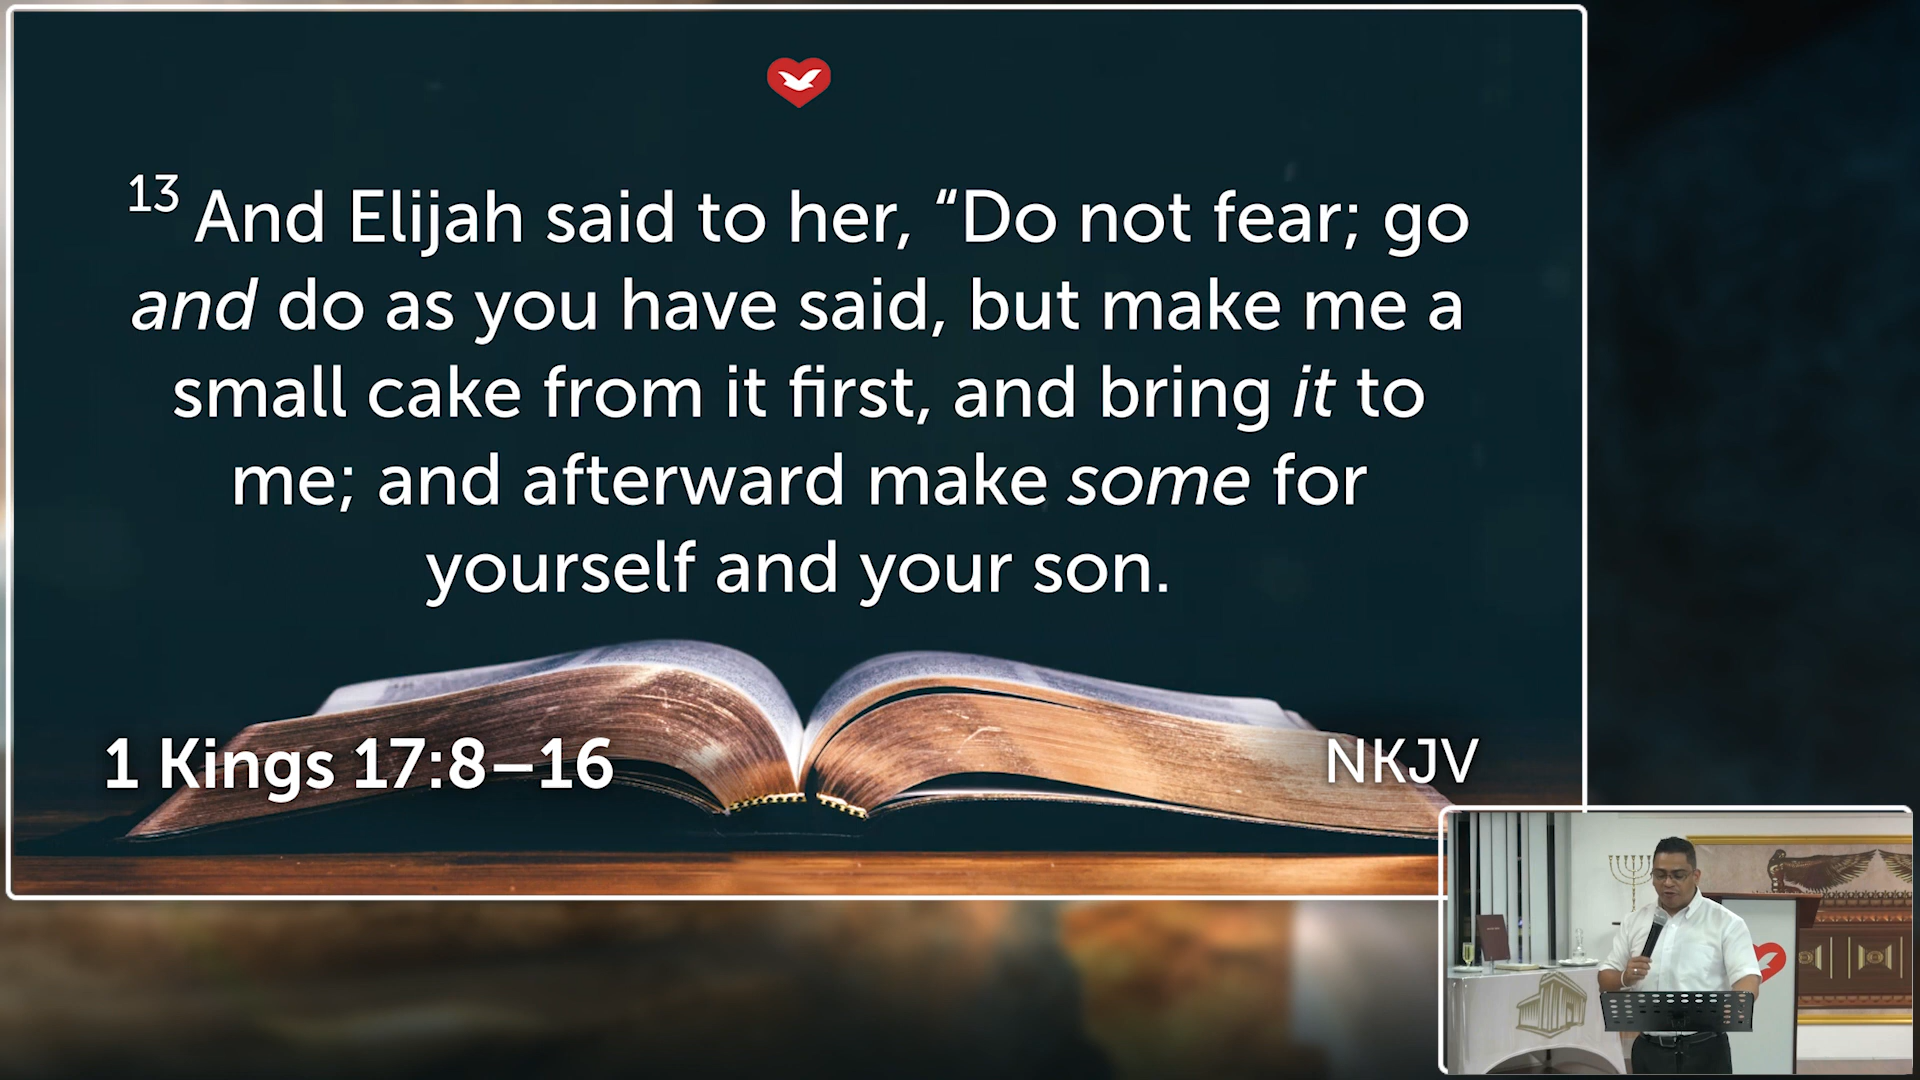 13 And Elijah said to her, “Do not fear; go
and do as you have said, but make me a
small cake from it first, and bring it to
me; and afterward make some for
yourself and your son.
1 Kings 17:8–16
NKJV